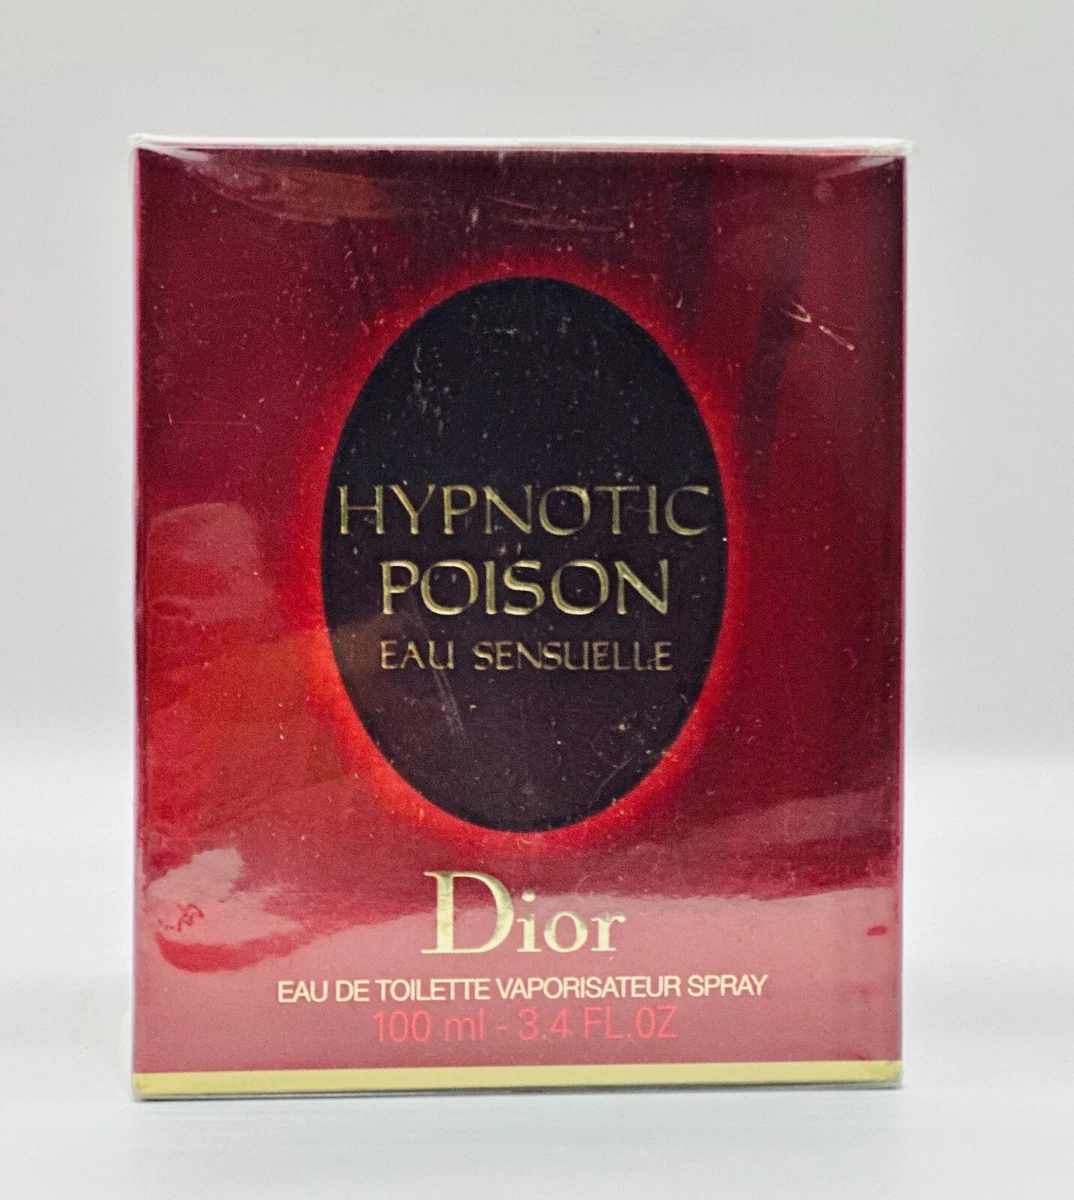 HYPNOTIC
POISON
EAU SENSUELLE
Dior
EAU DE TOILETTE VAPORISATEUR SPRAY
100 ml - 3.4 FL.OZ